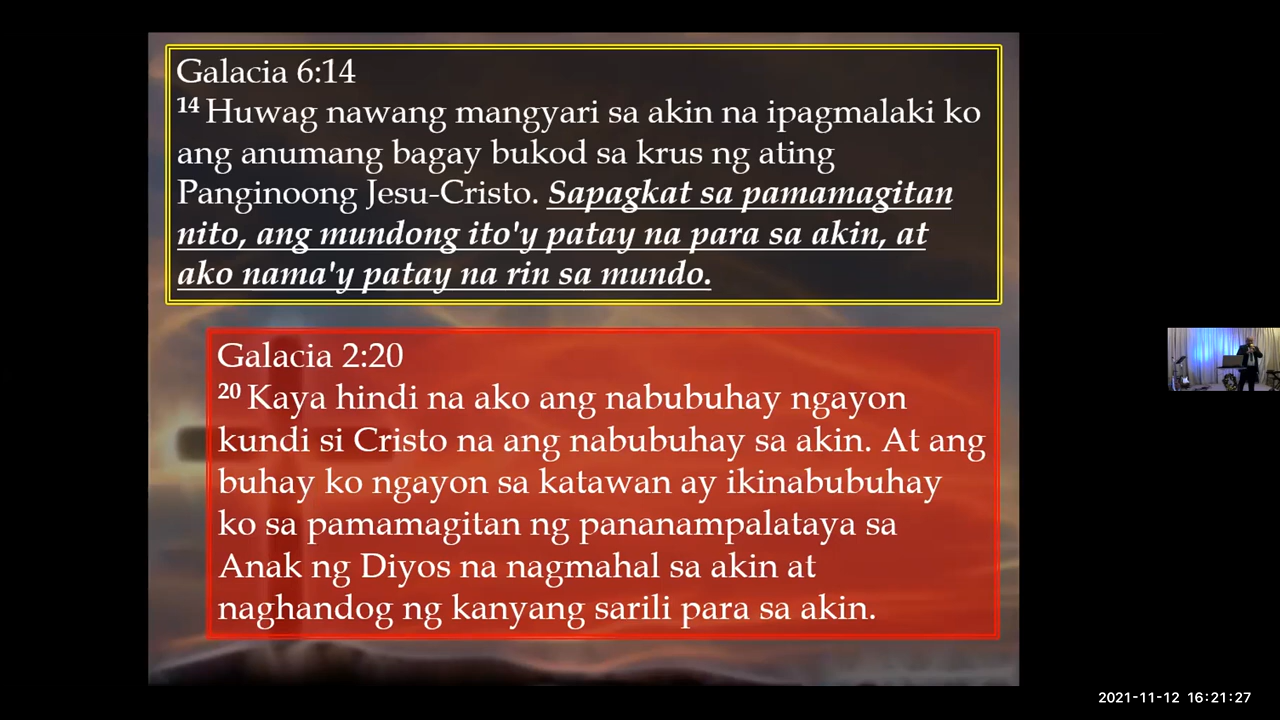 Galacia 6:14
14 Huwag nawang mangyari sa akin na ipagmalaki ko
ang anumang bagay bukod sa krus ng ating
Panginoong Jesu-Cristo. Sapagkat sa pamamagitan
nito, ang mundong ito'y patay na para sa akin, at
ako nama'y patay na rin sa mundo.
Galacia 2:20
20 Kaya hindi na ako ang nabubuhay ngayon
kundi si Cristo na ang nabubuhay sa akin. At ang
buhay ko ngayon sa katawan ay ikinabubuhay
ko sa pamamagitan ng pananampalataya sa
Anak ng Diyos na nagmahal sa akin at
naghandog ng kanyang sarili para sa akin.
2021-11-12 16:21:27